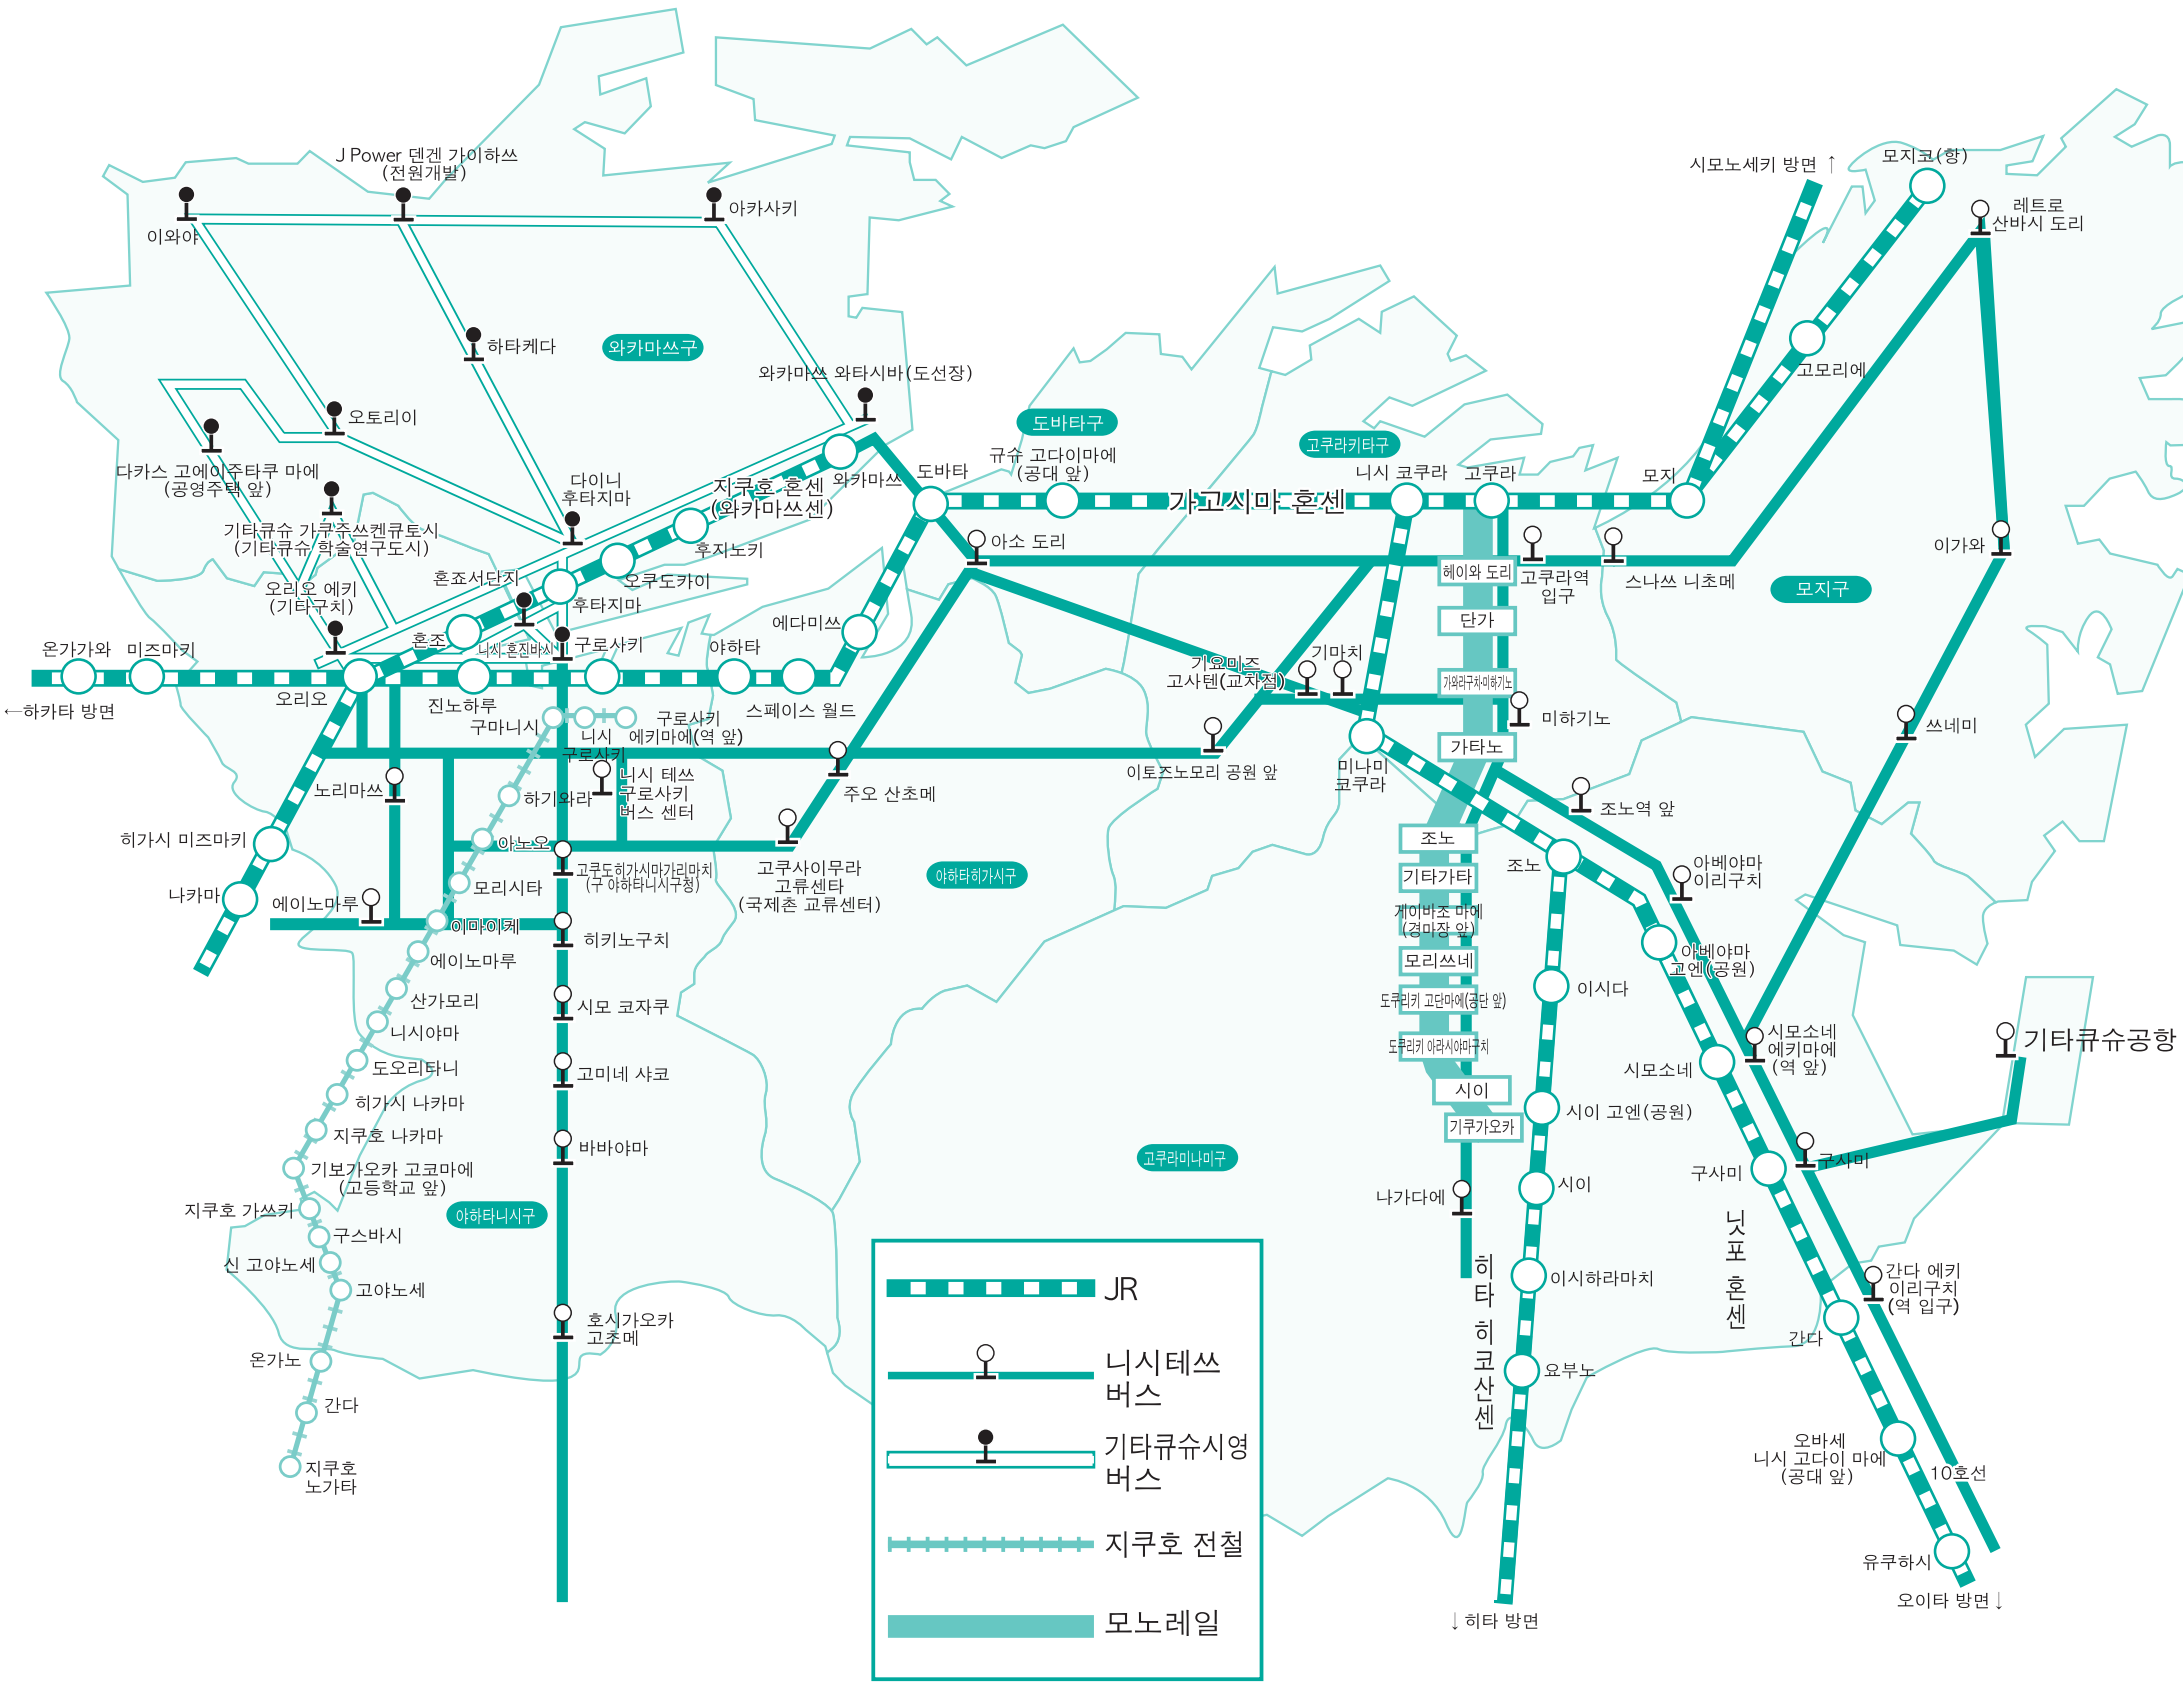 J Power 덴겐 가이하쓰
(전원개발)
이와야
아카사키
하타케다
와카마쓰구
와카마쓰 와타시바(도선장)
오토리이
다카스 고에이주타쿠 마에
(공영주택 앞)
기타큐슈 가쿠주쓰켄큐토시
(기타큐슈 학술연구도시)
다이니
후타지마
지쿠호 혼센
(와카마쓰센)
와카마쓰
후지노키
오쿠도카이
후타지마
혼죠서단지
오리오 에키
(기타구치)
혼조
니시 혼진바시
구로사키
온가가와
미즈마키
←하카타 방면
오리오
진노하루
야하타
스페이스 월드
에다미쓰
도바타
도바타구
규슈 고다이마에
(공대 앞)
가고시마 혼센
고쿠라키타구
니시 코쿠라
고쿠라
모지
시모노세키 방면 ↑
모지코(항)
레트로
산바시 도리
고모리에
이가와
모지구
쓰네미
아소 도리
헤이와 도리
고쿠라역
입구
스나쓰 니초메
단가
가와라구차·미하기노
가타노
미하기노
기요미즈
고사텐(교차점)
기마치
이토즈노모리 공원 앞
미나미
코쿠라
구마니시
니시
구로사키
구로사키
에키마에(역 앞)
니시 테쓰
구로사키
버스 센터
노리마쓰
하기와라
주오 산초메
히가시 미즈마키
아노오
고쿠도히가시마가리마치
(구 야하타니시구청)
고쿠사이무라
고류센타
(국제촌 교류센터)
야하타히가시구
나카마
에이노마루
모리시타
이마이케
히키노구치
에이노마루
산가모리
시모 코자쿠
니시야마
도오리타니
고미네 샤코
히가시 나카마
지쿠호 나카마
바바야마
기보가오카 고코마에
(고등학교 앞)
지쿠호 가쓰키
야하타니시구
구스바시
신 고야노세
고야노세
호시가오카
고초메
온가노
간다
지쿠호
노가타
조노역 앞
조노
조노
아베야마
이리구치
기타가타
게이바조 마에
(경마장 앞)
모리쓰네
도쿠리키 고단마에(공단 앞)
도쿠리키 아라시야마구치
시이
기쿠가오카
아베야마
고엔(공원)
이시다
시모소네
에키마에
(역 앞)
시모소네
기타큐슈공항
시이 고엔(공원)
고쿠라미나미구
구사미
구사미
나가다에
시이
닛포 혼센
히타 히코산센
이시하라마치
간다 에키
이리구치
(역 입구)
간다
요부노
오바세
니시 고다이 마에
(공대 앞)
10호선
유쿠하시
오이타 방면↓
↓히타 방면
JR
니시테쓰
버스
기타큐슈시영
버스
지쿠호 전철
모노레일